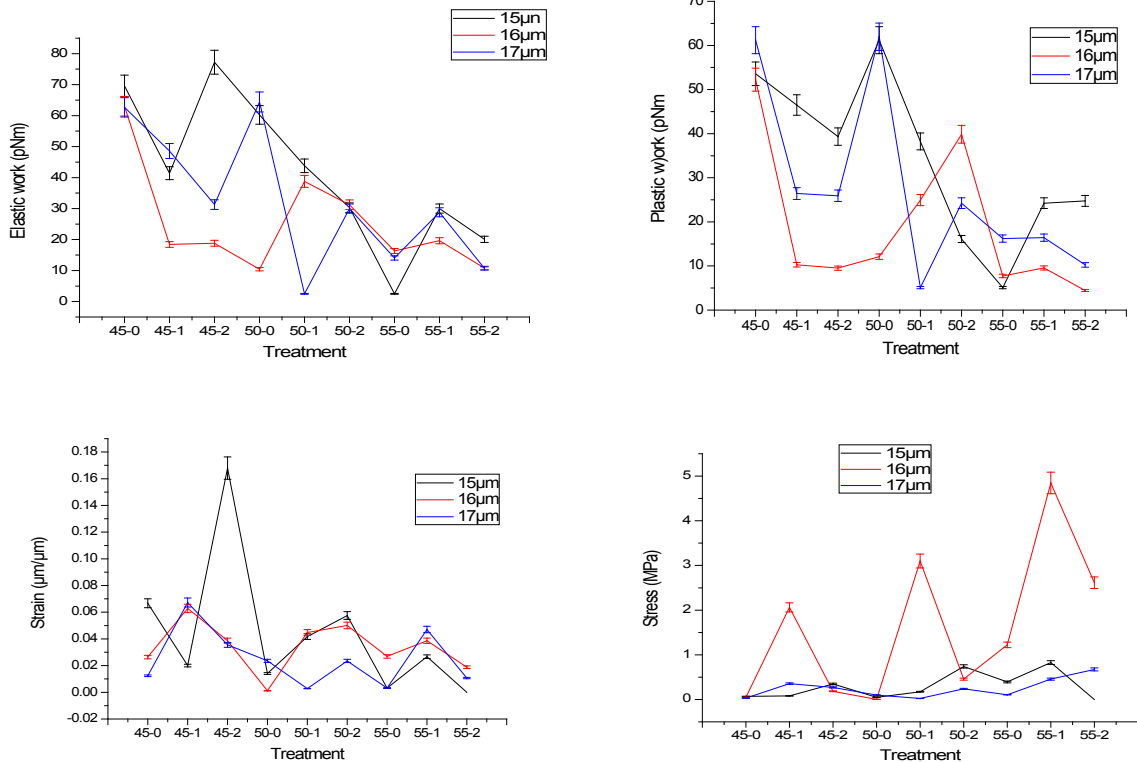 15µn
16µm
17µm
80
70
60
50
40
30
20
10
0
Elastic work (pNm)
45-0 45-1 45-2 50-0 50-1 50-2 55-0 55-1 55-2
Treatment
15µm
16µm
17µm
70
60
50
40
30
20
10
0
Plastic w)ork (pNm
45-0 45-1 45-2 50-0 50-1 50-2 55-0 55-1 55-2
Treatment
15µm
16µm
17µm
0.18
0.16
0.14
0.12
0.10
0.08
0.06
0.04
0.02
0.00
-0.02
Strain (µm/µm)
45-0 45-1 45-2 50-0 50-1 50-2 55-0 55-1 55-2
Treatment
15µm
16µm
17µm
5
4
3
2
1
0
Stress (MPa)
45-0 45-1 45-2 50-0 50-1 50-2 55-0 55-1 55-2
Treatment